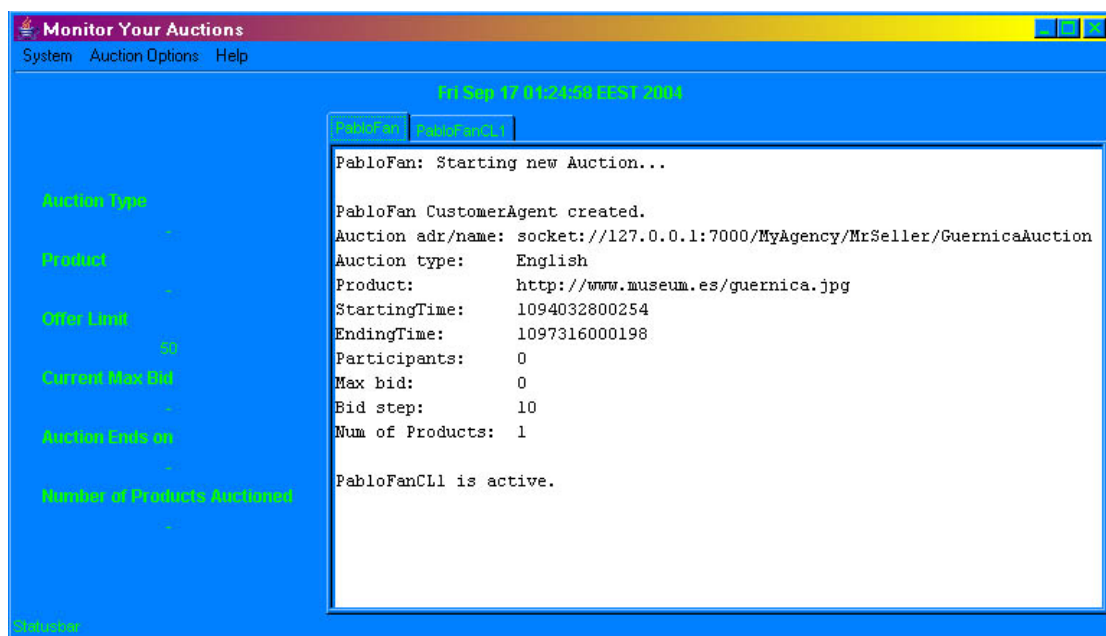 Monitor Your Auctions
System Auction Options Help
Fri Sep 17 01:24:58 EEST 2004
PabloFan PabloFanCL1
Auction Type
-
Product
-
Offer Limit
50
Current Max Bid
-
Auction Ends on
-
Number of Products Auctioned
-
PabloFan: Starting new Auction...
PabloFan CustomerAgent created.
Auction adr/name: socket://127.0.0.1:7000/MyAgency/MrSeller/GuernicaAuction
Auction type: English
Product: http://www.museum.es/guernica.jpg
StartingTime: 1094032800254
EndingTime: 1097316000198
Participants: 0
Max bid: 0
Bid step: 10
Num of Products: 1
PabloFanCL1 is active.
Statusbar